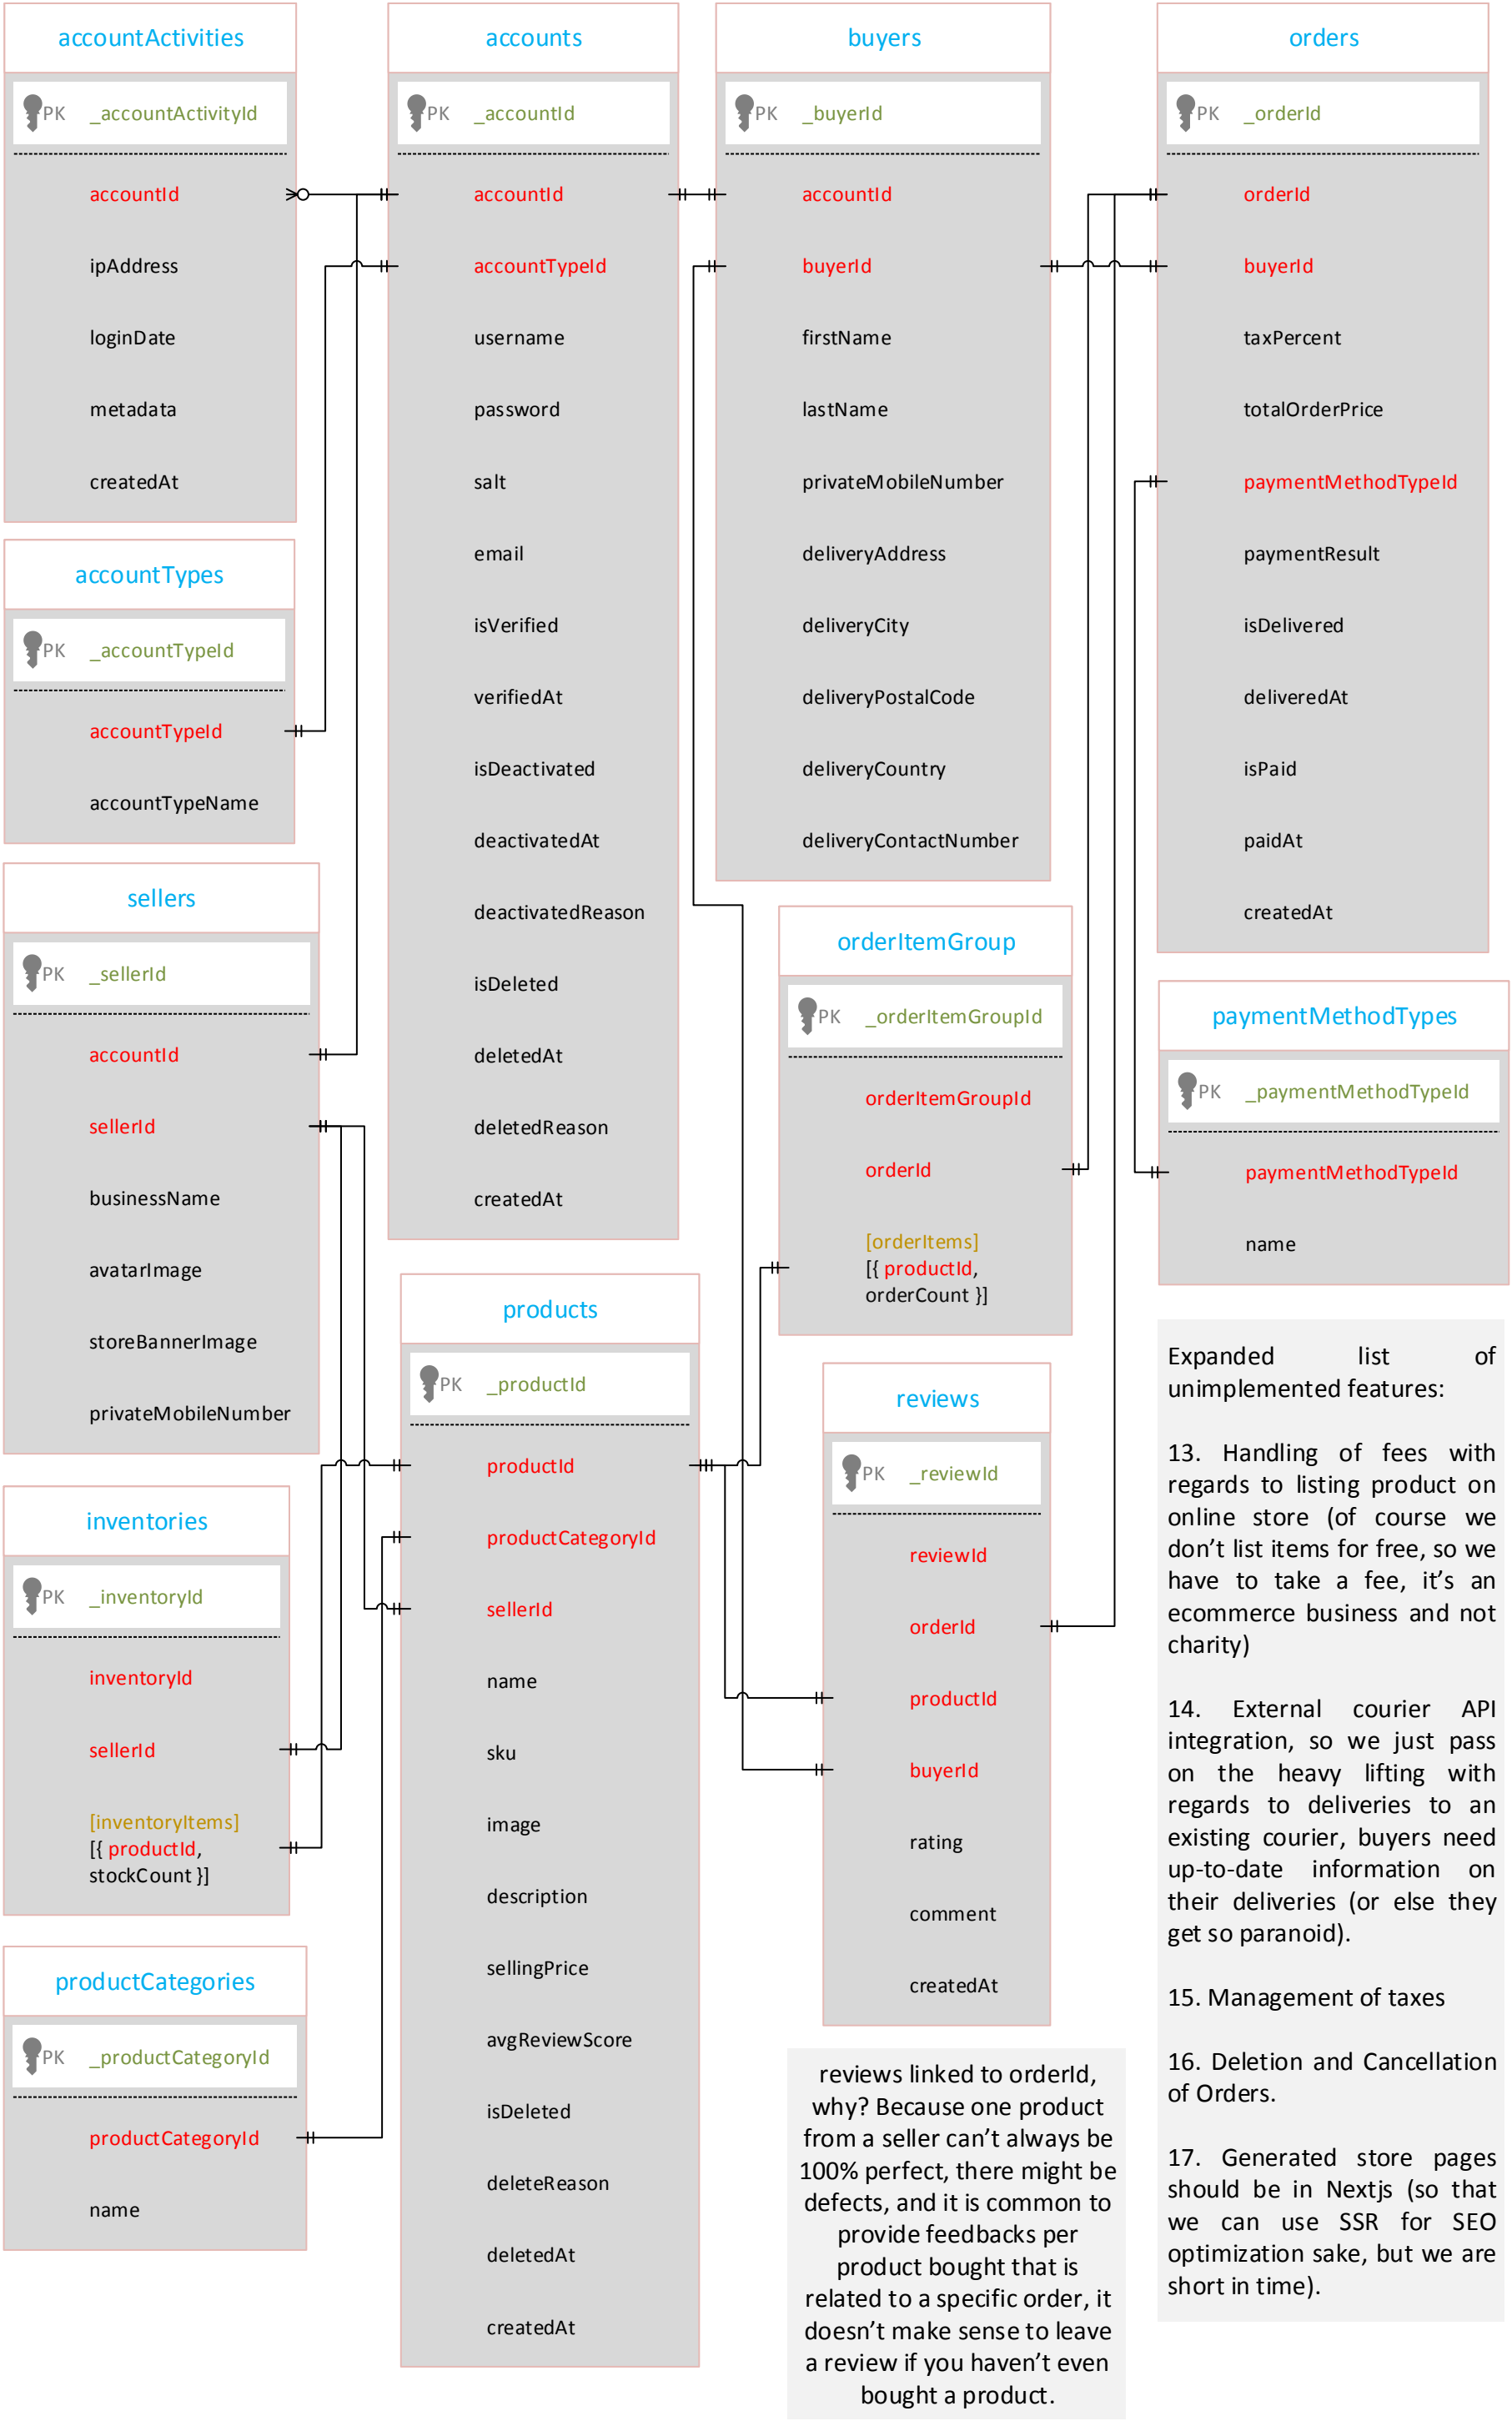 accountActivities
PK _accountActivityId
accountId
ipAddress
loginDate
metadata
createdAt
accountTypes
PK _accountTypeId
accountTypeId
accountTypeName
sellers
PK _sellerId
accountId
sellerId
businessName
avatarImage
storeBannerImage
privateMobileNumber
inventories
PK _inventoryId
inventoryId
sellerId
[inventoryItems]
[{ productId,
stockCount }]
productCategories
PK _productCategoryId
productCategoryId
name
accounts
PK _accountId
accountId
accountTypeId
username
password
salt
email
isVerified
verifiedAt
isDeactivated
deactivatedAt
deactivatedReason
isDeleted
deletedAt
deletedReason
createdAt
products
PK _productId
productId
productCategoryId
sellerId
name
sku
image
description
sellingPrice
avgReviewScore
isDeleted
deleteReason
deletedAt
createdAt
buyers
PK _buyerId
accountId
buyerId
firstName
lastName
privateMobileNumber
deliveryAddress
deliveryCity
deliveryPostalCode
deliveryCountry
deliveryContactNumber
orderItemGroup
PK _orderItemGroupId
orderItemGroupId
orderId
[orderItems]
[{ productId,
orderCount }]
reviews
PK _reviewId
reviewId
orderId
productId
buyerId
rating
comment
createdAt
reviews linked to orderId,
why? Because one product
from a seller can't always be
100% perfect, there might be
defects, and it is common to
provide feedbacks per
product bought that is
related to a specific order, it
doesn't make sense to leave
a review if you haven't even
bought a product.
orders
PK _orderId
orderId
buyerId
taxPercent
totalOrderPrice
paymentMethodTypeId
paymentResult
isDelivered
deliveredAt
isPaid
paidAt
createdAt
paymentMethodTypes
PK _paymentMethodTypeId
paymentMethodTypeId
name
Expanded list of
unimplemented features:
13. Handling of fees with
regards to listing product on
online store (of course we
don't list items for free, so we
have to take a fee, it's an
ecommerce business and not
charity)
14. External courier API
integration, so we just pass
on the heavy lifting with
regards to deliveries to an
existing courier, buyers need
up-to-date information on
their deliveries (or else they
get so paranoid).
15. Management of taxes
16. Deletion and Cancellation
of Orders.
17. Generated store pages
should be in Nextjs (so that
we can use SSR for SEO
optimization sake, but we are
short in time).